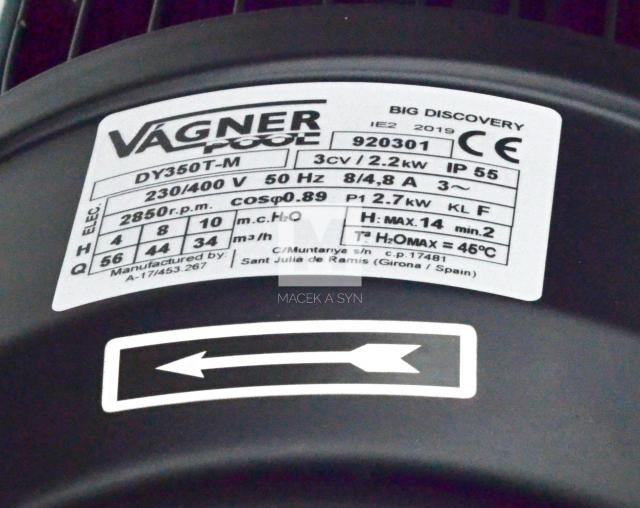 VÁGNER
POOL
BIG DISCOVERY
IE2 2019
920301
CE
DY350T-M
3CV / 2.2kW
IP 55
ELEC.
230/400 V 50 Hz 8/4,8 A 3~
2850r.p.m. cosφ0.89 P1 2.7kW KL F
H 4 8 10 m.c.H2O
H: MAX.14 min.2
Q 56 44 34 m³/h
Tª H2OMAX = 45ºC
Manufactured by:
A-17/453.267
C/Muntanya s/n c.p.17481
Sant Julia de Ramis (Girona / Spain)
M
MACEK A SYN